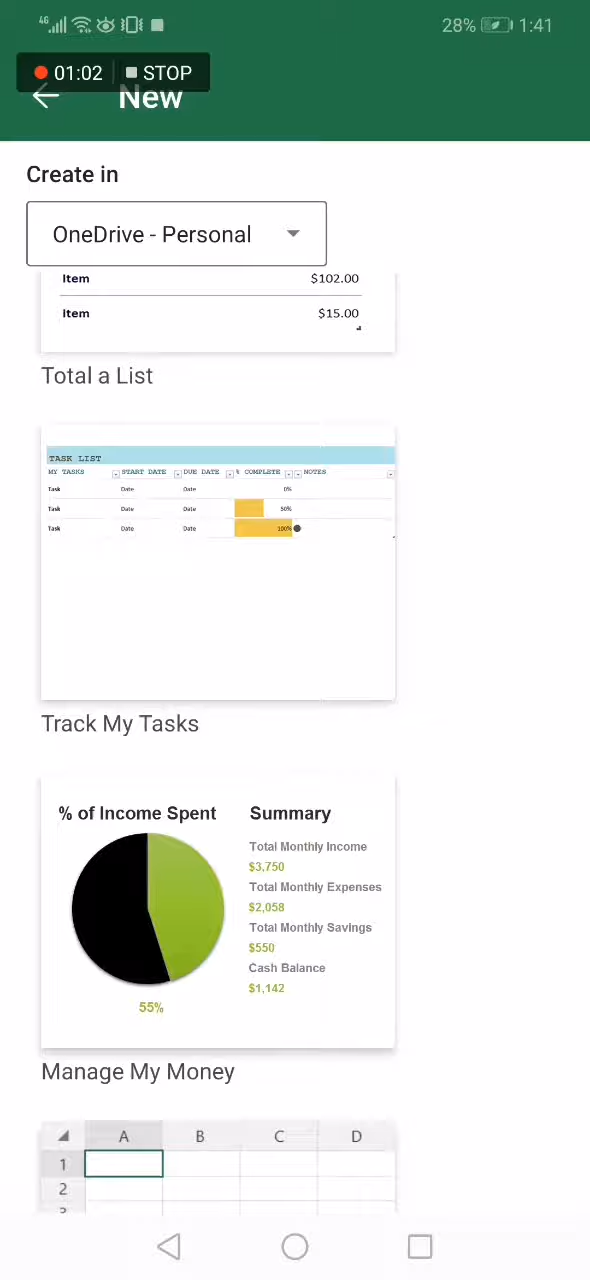 4G 28% 1:41
01:02 STOP
New
Create in
OneDrive - Personal
Item $102.00
Item $15.00
Total a List
TASK LIST
MY TASKS START DATE DUE DATE % COMPLETE NOTES
Task Date Date 0%
Task Date Date 50%
Task Date Date 100%
Track My Tasks
% of Income Spent Summary
Total Monthly Income
$3,750
Total Monthly Expenses
$2,058
Total Monthly Savings
$550
Cash Balance
$1,142
55%
Manage My Money
A B C D
1
2